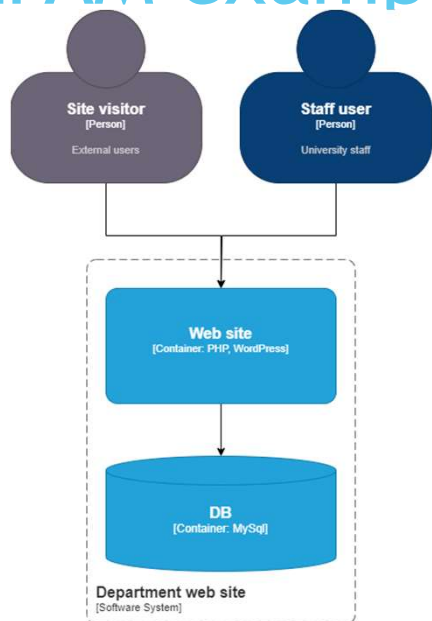 Site visitor
[Person]
External users
Staff user
[Person]
University staff
Web site
[Container: PHP, WordPress]
DB
[Container: MySql]
Department web site
[Software System]